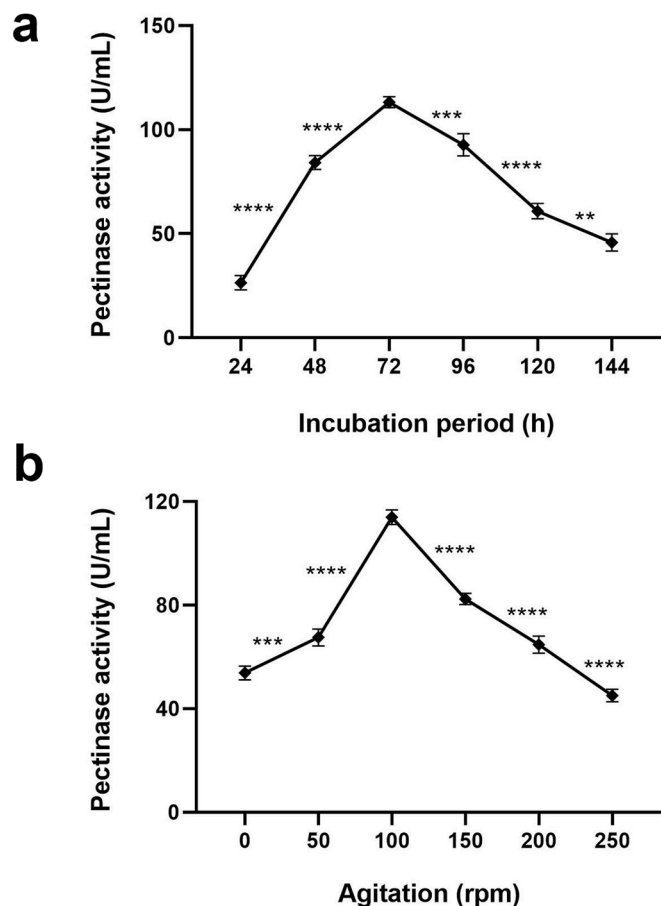 a
Pectinase activity (U/mL)
150
100
50
0
****
****
***
****
**
24 48 72 96 120 144
Incubation period (h)
b
Pectinase activity (U/mL)
120
80
40
0
***
****
****
****
****
0 50 100 150 200 250
Agitation (rpm)